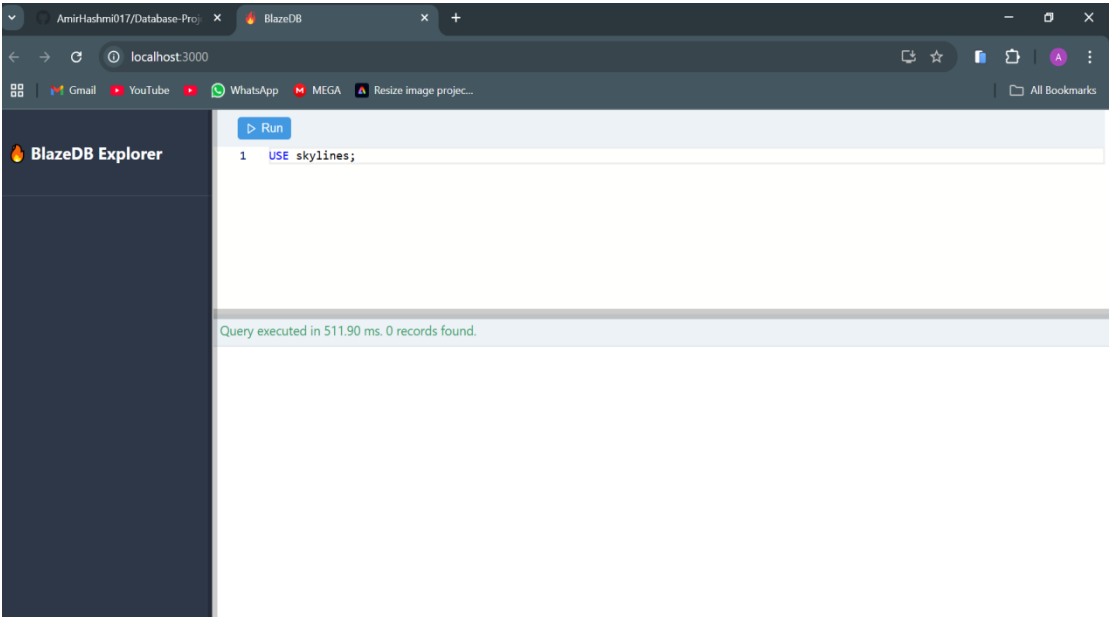 AmirHashmi017/Database-Proj
BlazeDB
localhost:3000
A
Gmail
YouTube
WhatsApp
MEGA
Resize image projec...
All Bookmarks
BlazeDB Explorer
Run
1 USE skylines;
Query executed in 511.90 ms. 0 records found.